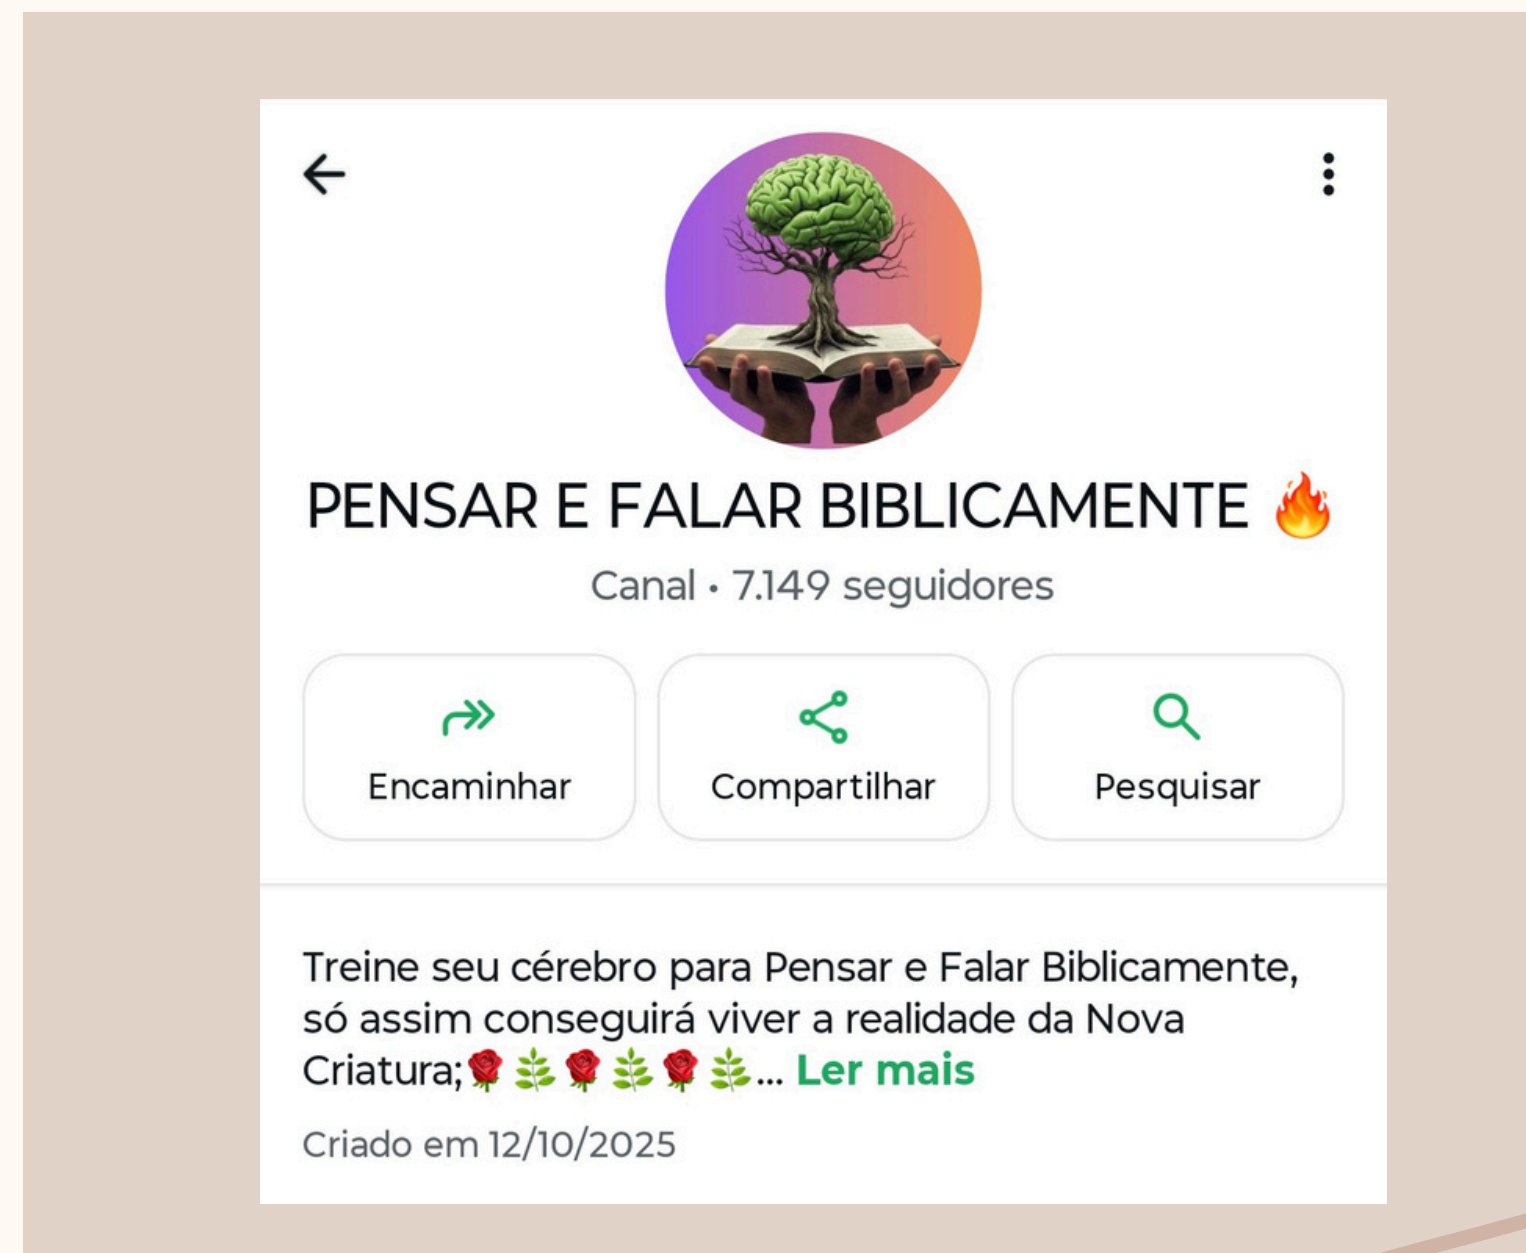 PENSAR E FALAR BIBLICAMENTE 🔥
Canal • 7.149 seguidores
Encaminhar
Compartilhar
Pesquisar
Treine seu cérebro para Pensar e Falar Biblicamente,
só assim conseguirá viver a realidade da Nova
Criatura;🌹🌿🌹🌿🌹🌿... Ler mais
Criado em 12/10/2025